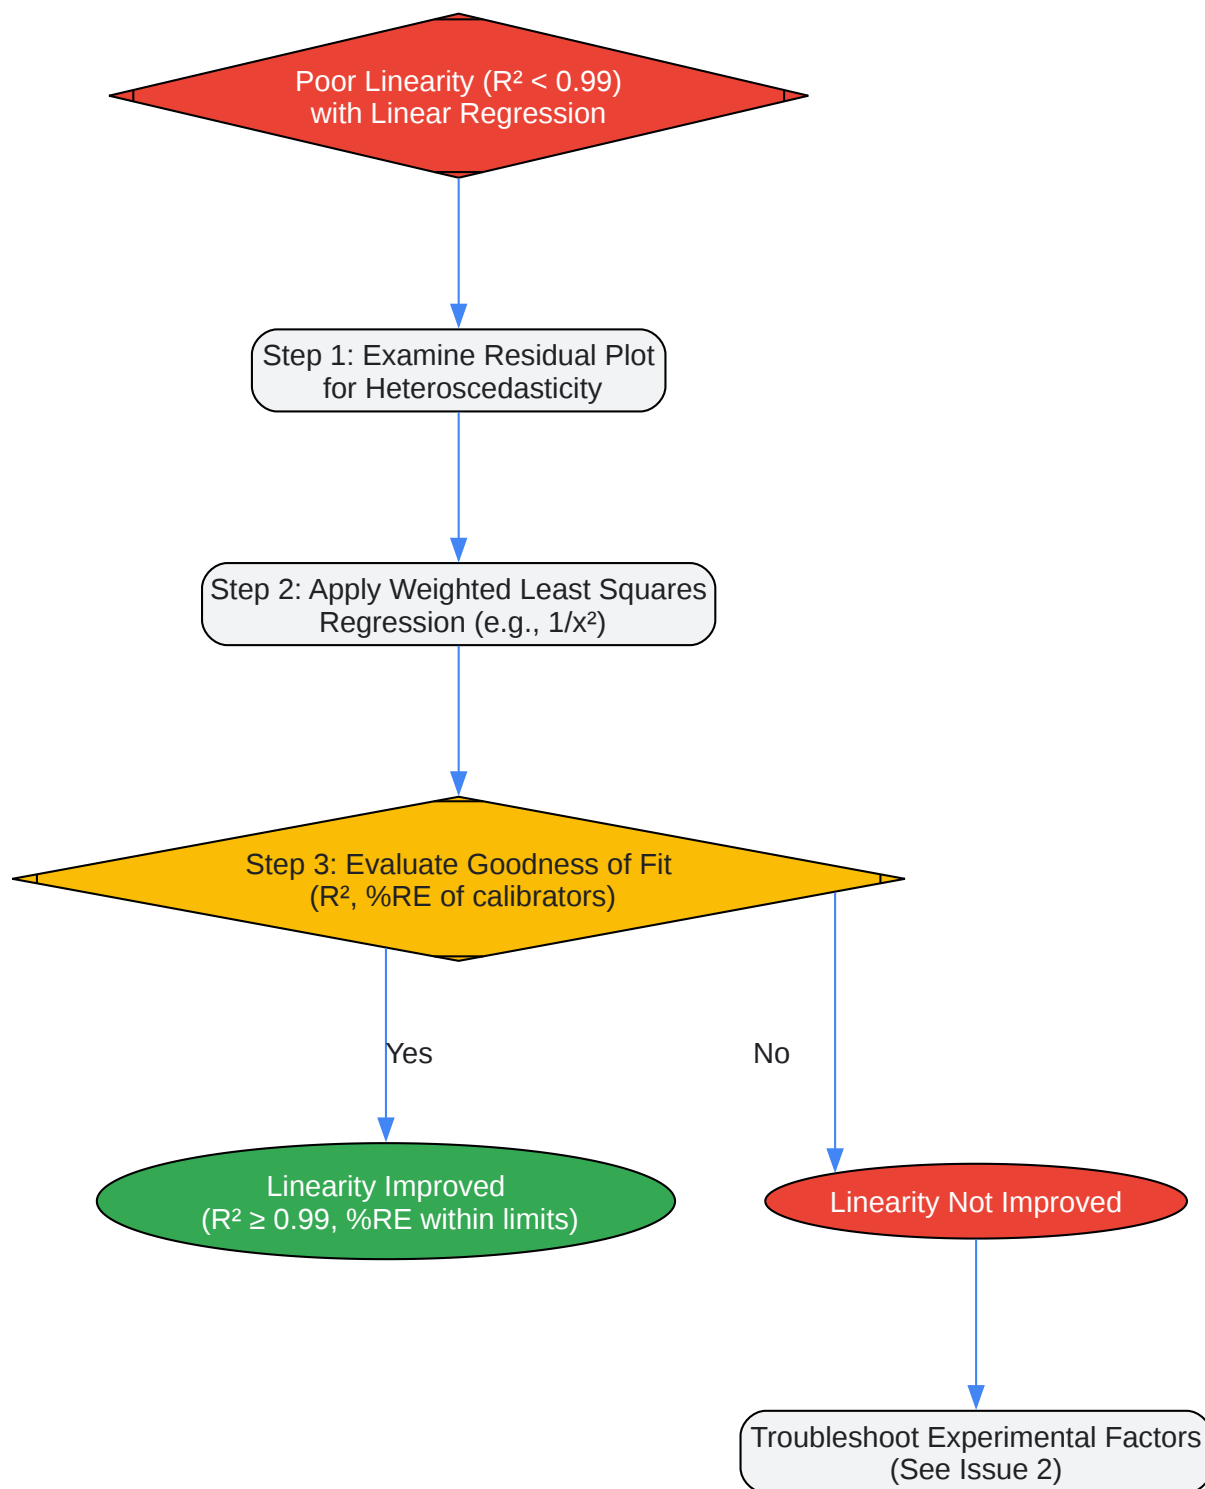 Poor Linearity (R² < 0.99)
with Linear Regression
Step 1: Examine Residual Plot
for Heteroscedasticity
Step 2: Apply Weighted Least Squares
Regression (e.g., 1/x²)
Step 3: Evaluate Goodness of Fit
(R², %RE of calibrators)
Yes
No
Linearity Improved
(R² ≥ 0.99, %RE within limits)
Linearity Not Improved
Troubleshoot Experimental Factors
(See Issue 2)